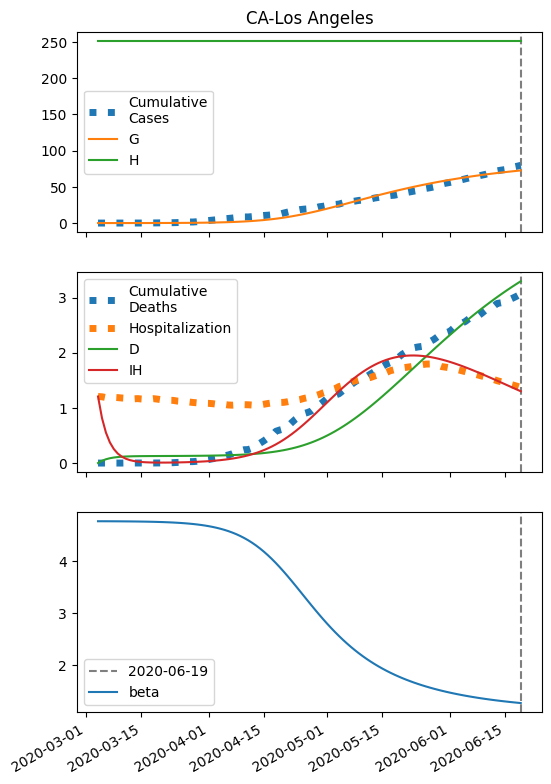 CA-Los Angeles
250
200
150
100
50
0
Cumulative
Cases
G
H
3
2
1
0
Cumulative
Deaths
Hospitalization
D
IH
4
3
2
2020-06-19
beta
2020-03-01
2020-03-15
2020-04-01
2020-04-15
2020-05-01
2020-05-15
2020-06-01
2020-06-15